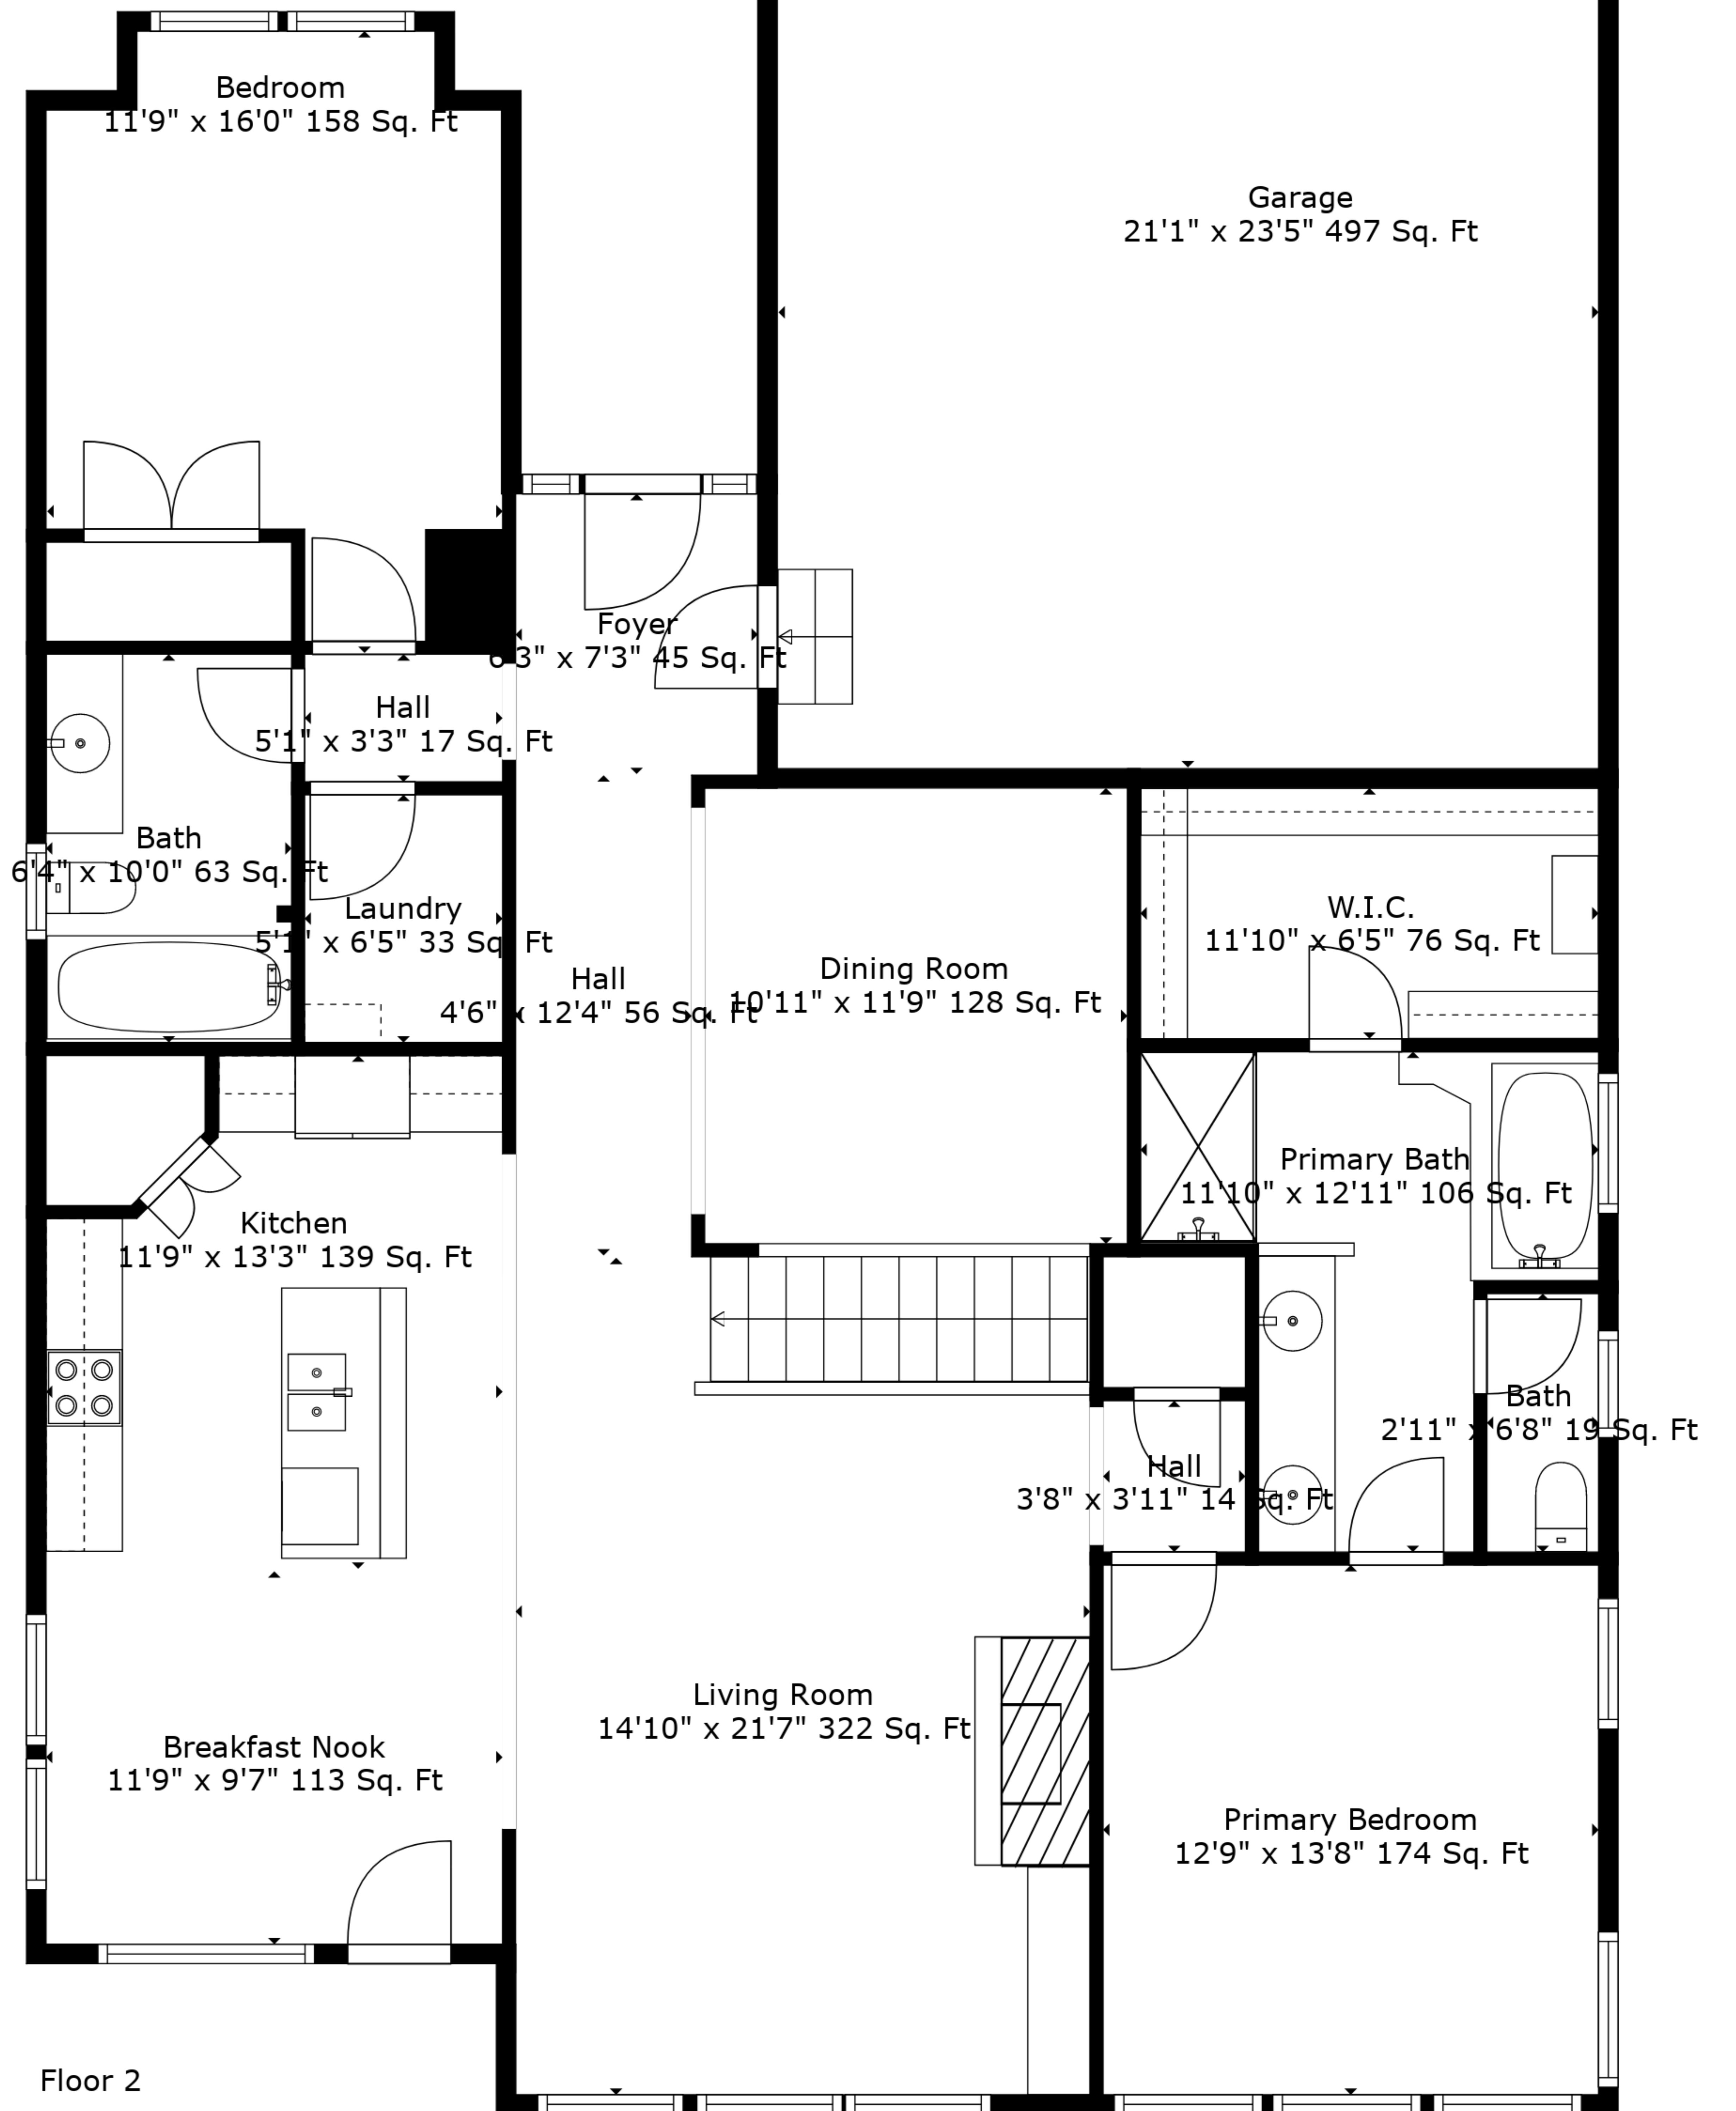 Bedroom
11'9" x 16'0" 158 Sq. Ft
Garage
21'1" x 23'5" 497 Sq. Ft
Foyer
6'3" x 7'3" 45 Sq. Ft
Hall
5'1" x 3'3" 17 Sq. Ft
Bath
6'4" x 10'0" 63 Sq. Ft
Laundry
5'1" x 6'5" 33 Sq. Ft
Hall
4'6" x 12'4" 56 Sq. Ft
Dining Room
10'11" x 11'9" 128 Sq. Ft
W.I.C.
11'10" x 6'5" 76 Sq. Ft
Primary Bath
11'10" x 12'11" 106 Sq. Ft
Kitchen
11'9" x 13'3" 139 Sq. Ft
Bath
2'11" x 6'8" 19 Sq. Ft
Hall
3'8" x 3'11" 14 Sq. Ft
Living Room
14'10" x 21'7" 322 Sq. Ft
Breakfast Nook
11'9" x 9'7" 113 Sq. Ft
Primary Bedroom
12'9" x 13'8" 174 Sq. Ft
Floor 2